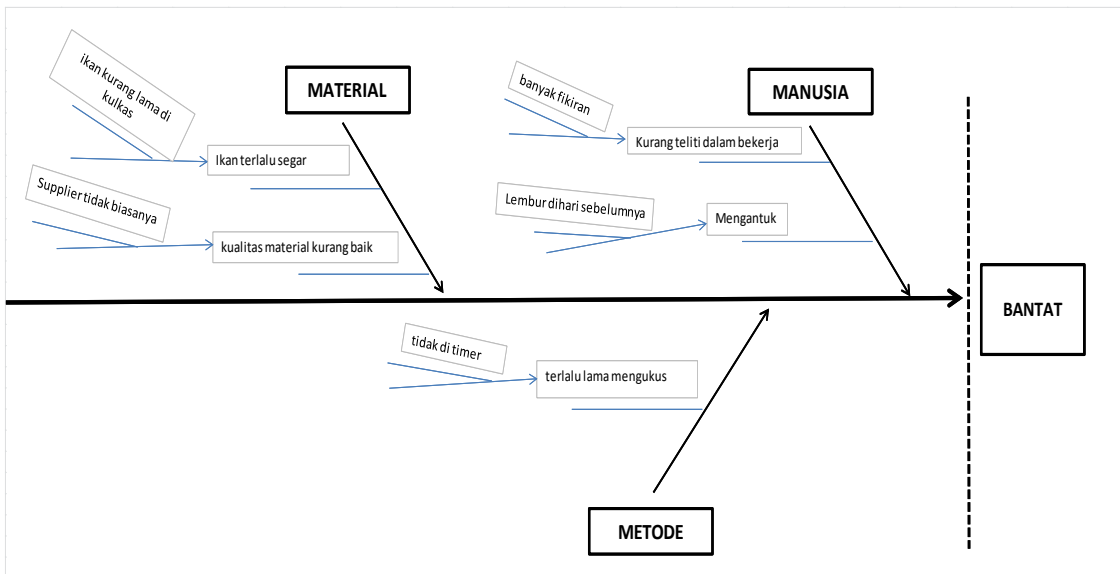 ikan kurang lama di
kulkas
MATERIAL
Ikan terlalu segar
Supplier tidak biasanya
kualitas material kurang baik
banyak fikiran
MANUSIA
Kurang teliti dalam bekerja
Lembur dihari sebelumnya
Mengantuk
BANTAT
tidak di timer
terlalu lama mengukus
METODE